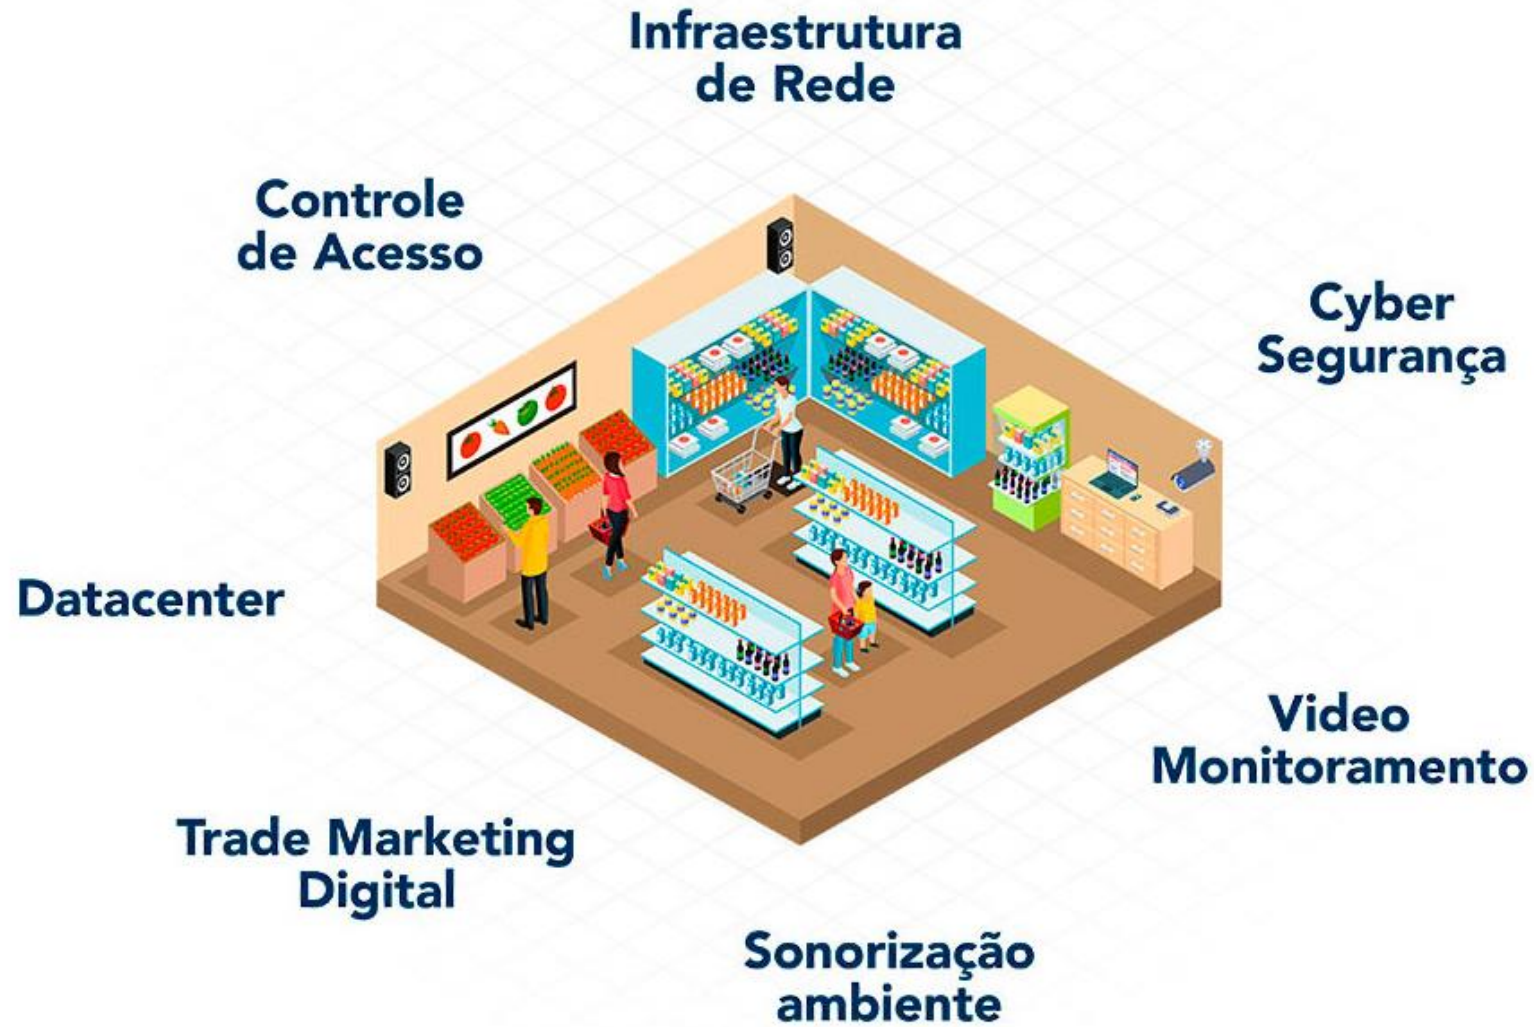 Infraestrutura
de Rede
Controle
de Acesso
Cyber
Segurança
Datacenter
Video
Monitoramento
Trade Marketing
Digital
Sonorização
ambiente